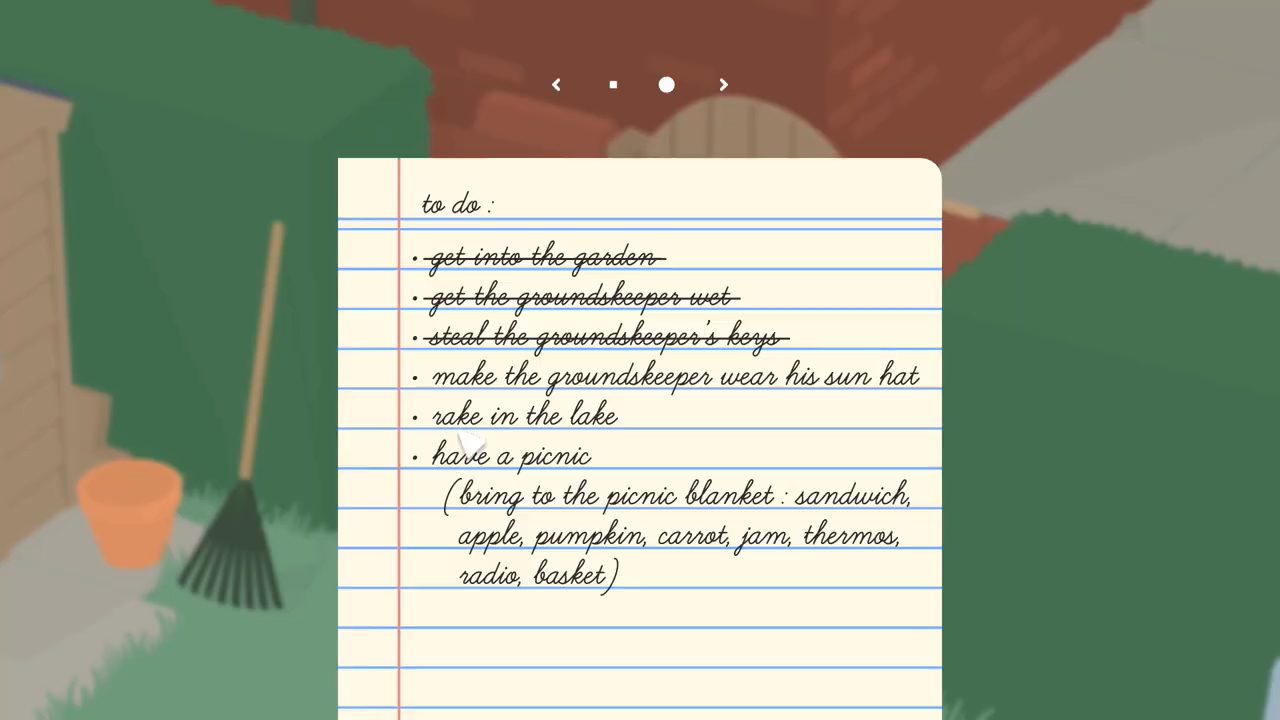 to do :
• get into the garden
• get the groundskeeper wet
• steal the groundskeeper's keys
• make the groundskeeper wear his sun hat
• rake in the lake
• have a picnic
(bring to the picnic blanket : sandwich,
apple, pumpkin, carrot, jam, thermos,
radio, basket)